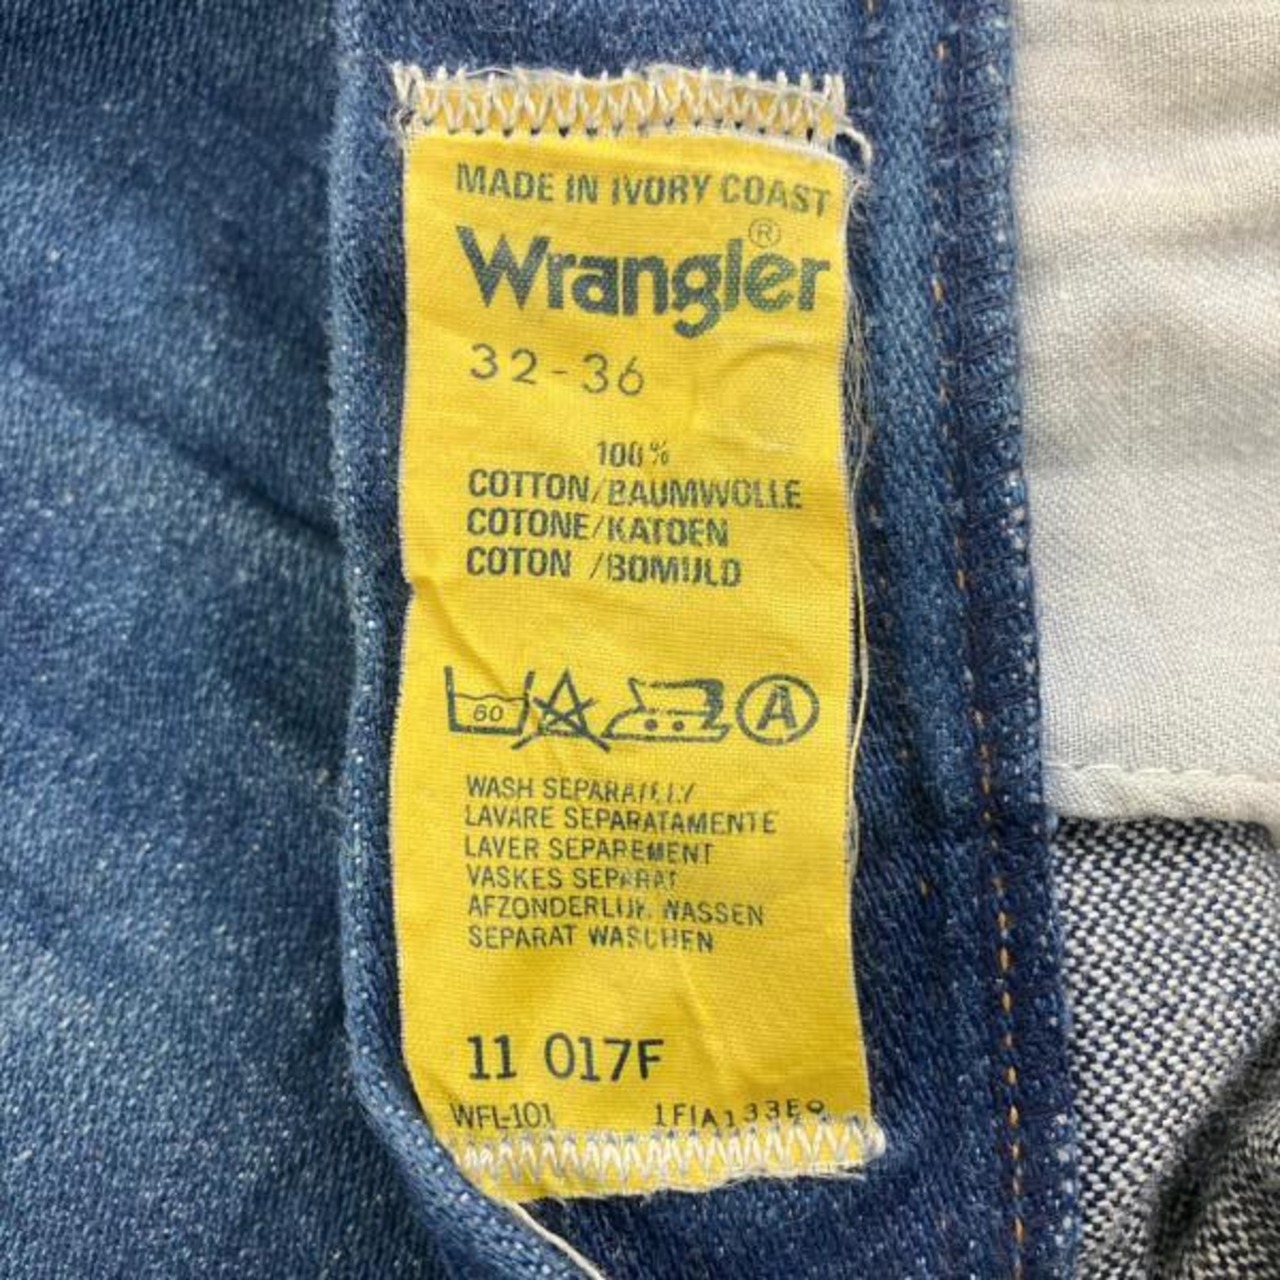 MADE IN IVORY COAST
Wrangler®
32-36
100%
COTTON/BAUMWOLLE
COTONE/KATOEN
COTON /BOMULD
60 A
WASH SEPARATELY
LAVARE SEPARATAMENTE
LAVER SEPAREMENT
VASKES SEPARAT
AFZONDERLIJK WASSEN
SEPARAT WASCHEN
11 017F
WFL-101